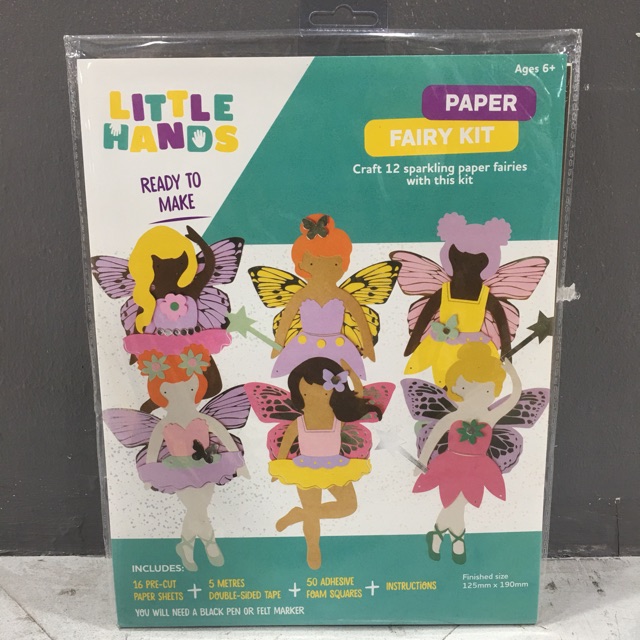 Ages 6+
LITTLE
HANDS
READY TO
MAKE
PAPER
FAIRY KIT
Craft 12 sparkling paper fairies
with this kit
INCLUDES:
16 PRE-CUT
PAPER SHEETS
+
5 METRES
DOUBLE-SIDED TAPE
+
50 ADHESIVE
FOAM SQUARES
+
INSTRUCTIONS
YOU WILL NEED A BLACK PEN OR FELT MARKER
Finished size
125mm x 190mm